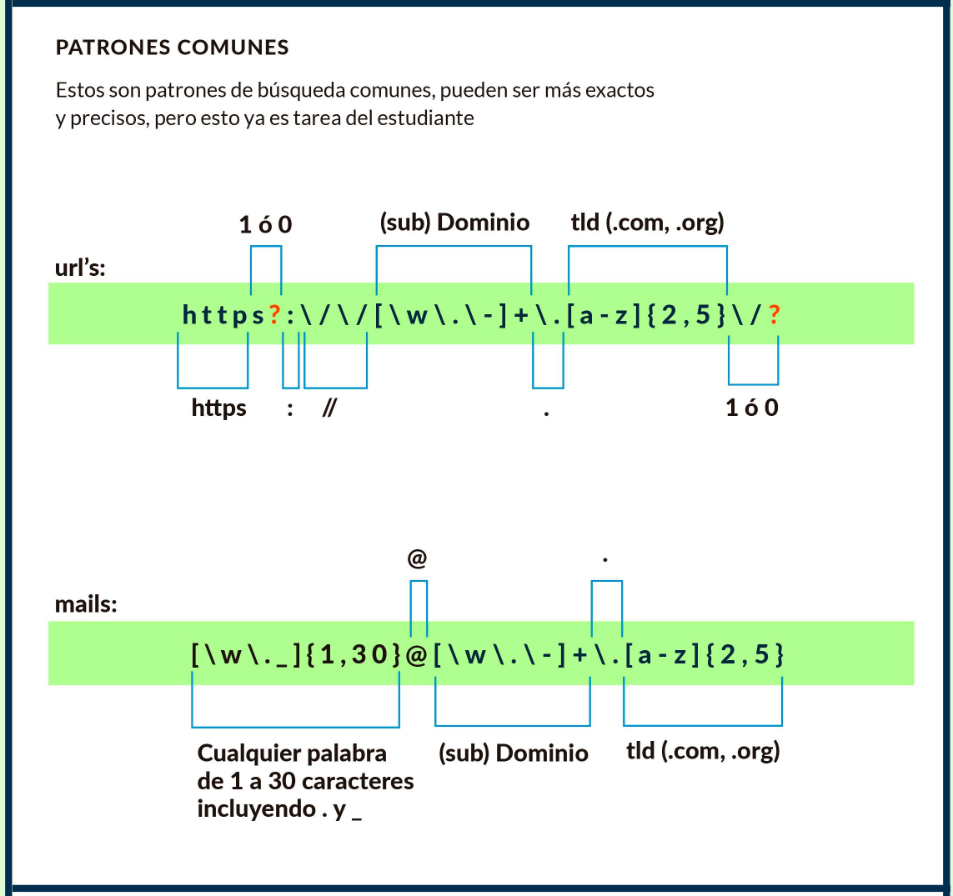 PATRONES COMUNES
Estos son patrones de búsqueda comunes, pueden ser más exactos
y precisos, pero esto ya es tarea del estudiante
1 ó 0
(sub) Dominio
tld (.com, .org)
url's:
https?:\/\/[\w\.\-]+\.[a-z]{2,5}\/?
https
:
//
.
1 ó 0
@
.
mails:
[\w\._]{1,30}@[\w\.\-]+\.[a-z]{2,5}
Cualquier palabra
de 1 a 30 caracteres
incluyendo . y _
(sub) Dominio
tld (.com, .org)